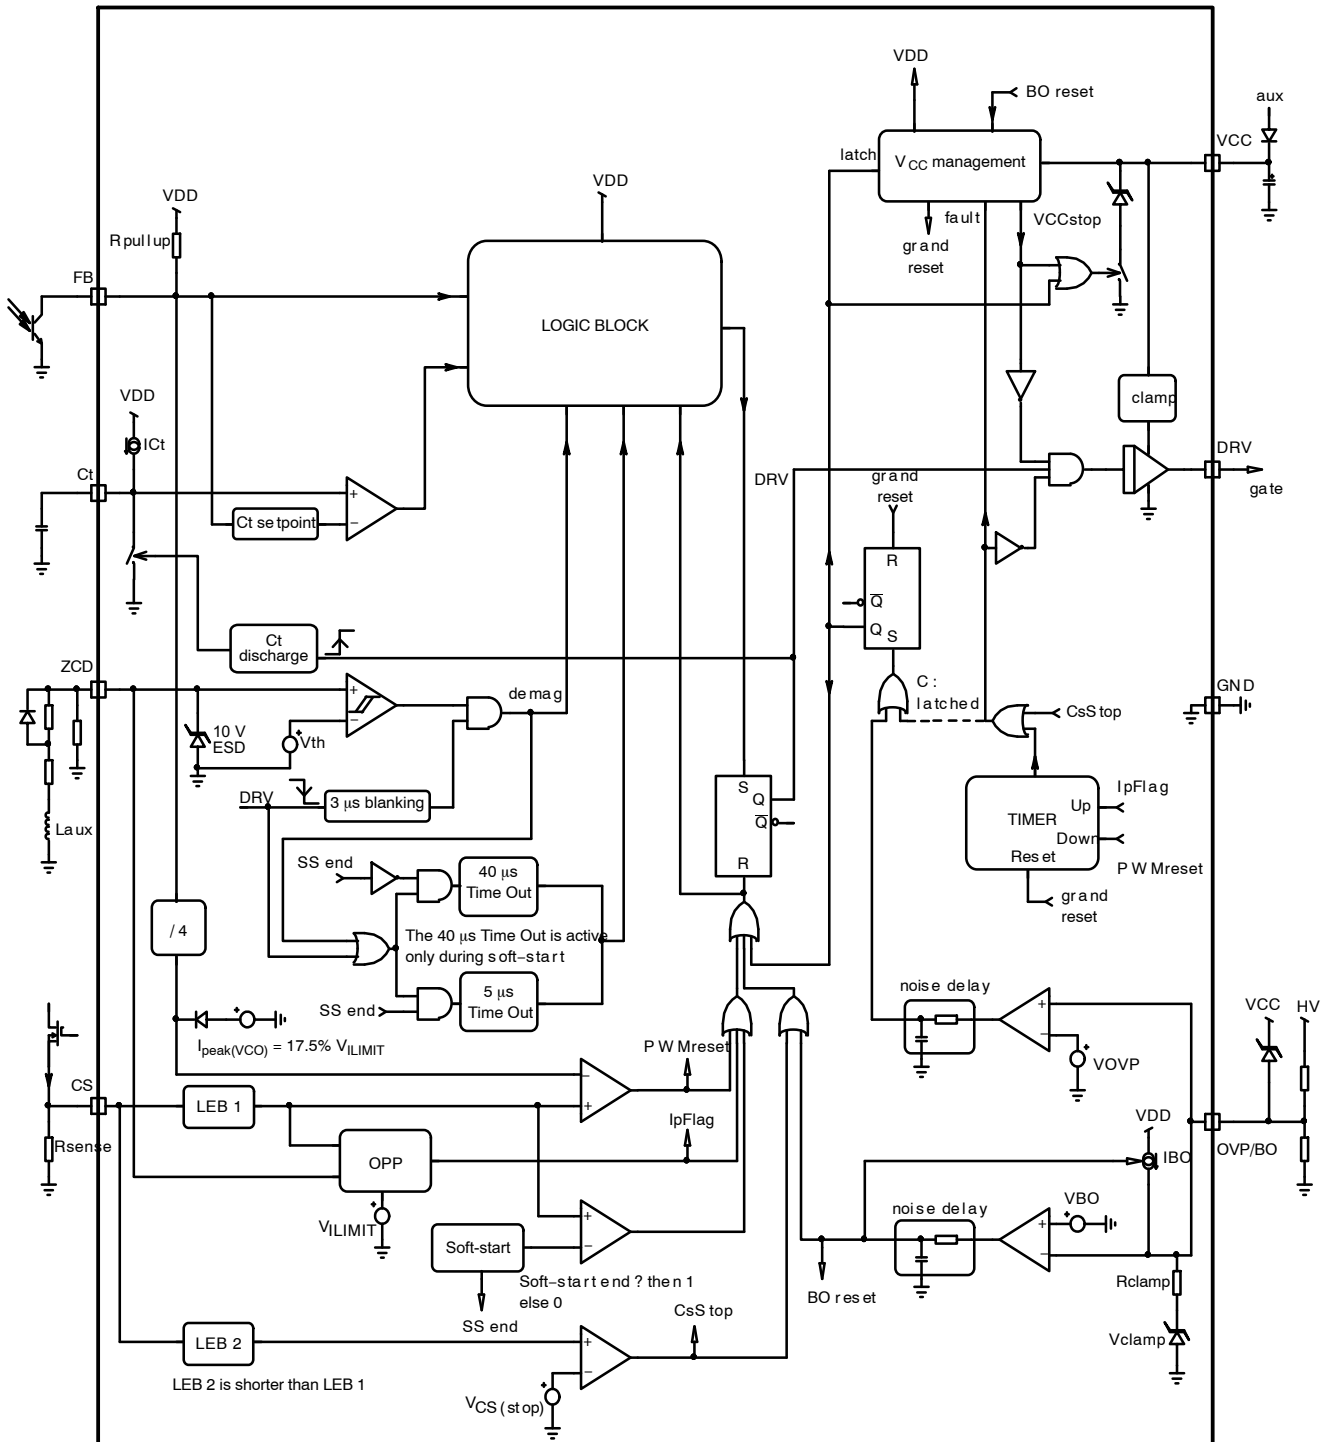 VDD
BO reset
aux
VCC
latch
VCC management
VDD
VDD
Rpullup
fault
VCCstop
grand
reset
FB
LOGIC BLOCK
VDD
ICt
clamp
Ct
DRV
grand
reset
DRV
gate
+
−
Ct setpoint
R
Q
Q
S
Ct
discharge
ZCD
demag
C :
latched
GND
CsStop
+
−
10 V
ESD
Vth
DRV
3 µs blanking
S
Q
Q
R
IpFlag
Up
TIMER
Down
Reset
PWMreset
grand
reset
Laux
SS end
40 µs
Time Out
/ 4
The 40 µs Time Out is active
only during soft−start
5 µs
Time Out
SS end
noise delay
+
−
VCC
HV
Ipeak(VCO) = 17.5% VILIMIT
PWMreset
VOVP
CS
LEB 1
−
+
IpFlag
VDD
Rsense
OPP
IBO
OVP/BO
VILIMIT
+
−
noise delay
VBO
+
−
Soft−start
Soft−start end ? then 1
else 0
BO reset
Rclamp
SS end
CsStop
Vclamp
LEB 2
+
−
LEB 2 is shorter than LEB 1
VCS(stop)